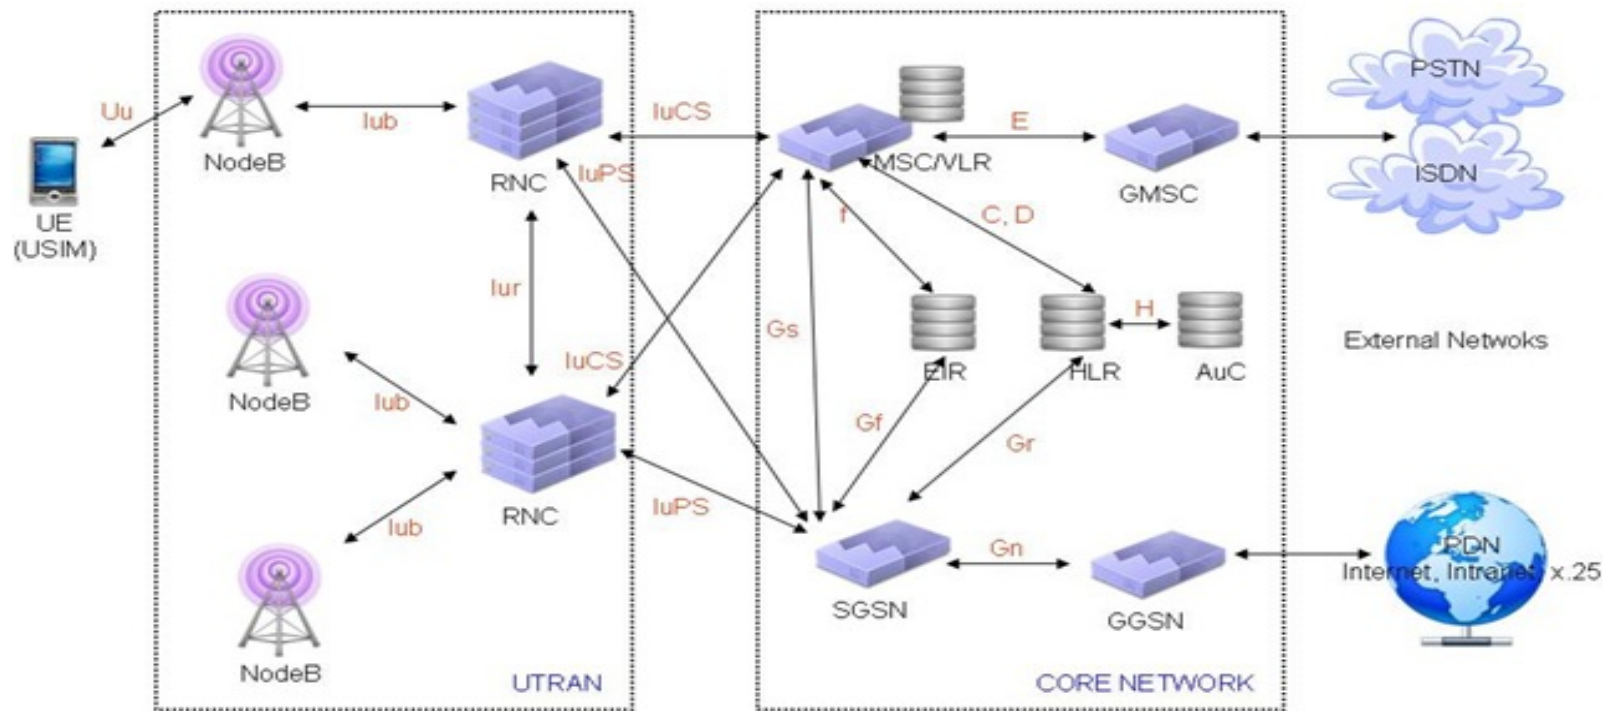 PSTN
Uu
Iub
IuCS
E
NodeB
MSC/VLR
IuPS
RNC
ISDN
GMSC
UE
(USIM)
f
C, D
Iur
H
Gs
External Netwoks
IuCS
EIR
HLR
AuC
NodeB
Iub
Gf
Gr
IuPS
RNC
Iub
Gn
PDN
Internet, Intranet, x.25
SGSN
GGSN
NodeB
UTRAN
CORE NETWORK